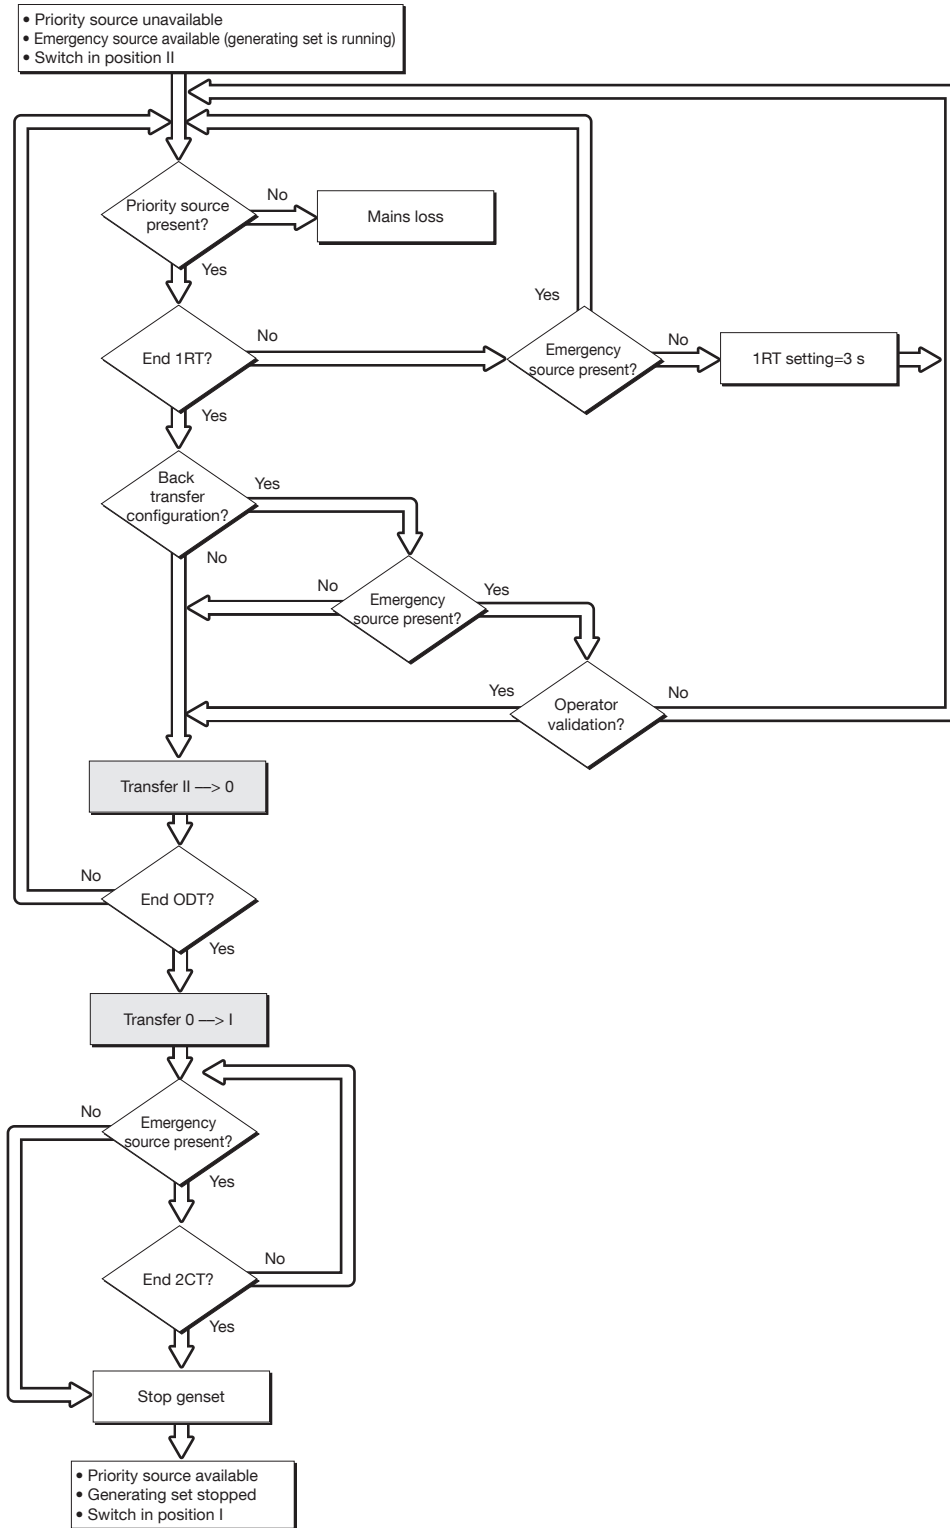 • Priority source unavailable
• Emergency source available (generating set is running)
• Switch in position II
Priority source
present?
No
Mains loss
Yes
End 1RT?
No
Yes
Emergency
source present?
No
1RT setting=3 s
Yes
Back
transfer
configuration?
Yes
No
No
Emergency
source present?
Yes
Yes
Operator
validation?
No
Transfer II —> 0
No
End ODT?
Yes
Transfer 0 —> I
No
Emergency
source present?
Yes
End 2CT?
No
Yes
Stop genset
• Priority source available
• Generating set stopped
• Switch in position I